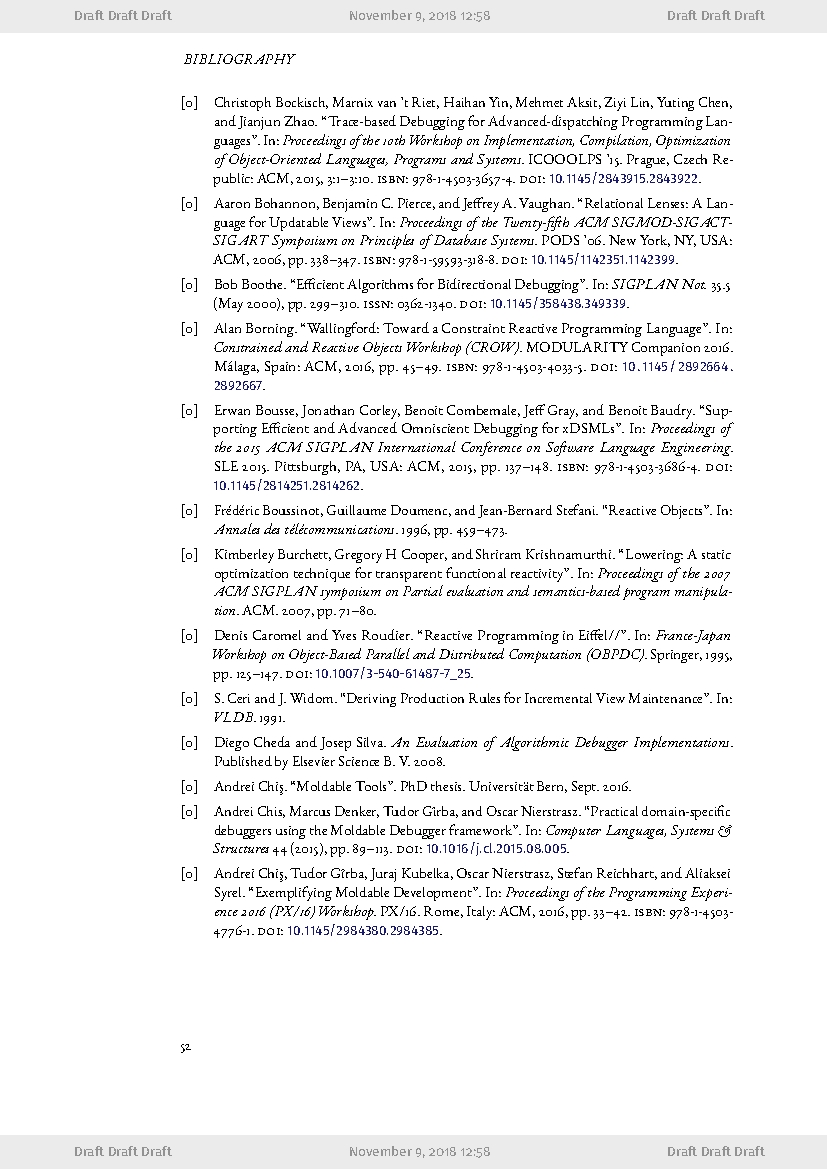 Draft Draft Draft November 9, 2018 12:58 Draft Draft Draft
BIBLIOGRAPHY
[0] Christoph Bockisch, Marnix van ’t Riet, Haihan Yin, Mehmet Aksit, Ziyi Lin, Yuting Chen,
and Jianjun Zhao. “Trace-based Debugging for Advanced-dispatching Programming Lan-
guages”. In: Proceedings of the 10th Workshop on Implementation, Compilation, Optimization
of Object-Oriented Languages, Programs and Systems. ICOOOLPS ’15. Prague, Czech Re-
public: ACM, 2015, 3:1–3:10. ISBN: 978-1-4503-3657-4. DOI: 10.1145/2843915.2843922.
[0] Aaron Bohannon, Benjamin C. Pierce, and Jeffrey A. Vaughan. “Relational Lenses: A Lan-
guage for Updatable Views”. In: Proceedings of the Twenty-fifth ACM SIGMOD-SIGACT-
SIGART Symposium on Principles of Database Systems. PODS ’06. New York, NY, USA:
ACM, 2006, pp. 338–347. ISBN: 978-1-59593-318-8. DOI: 10.1145/1142351.1142399.
[0] Bob Boothe. “Efficient Algorithms for Bidirectional Debugging”. In: SIGPLAN Not. 35.5
(May 2000), pp. 299–310. ISSN: 0362-1340. DOI: 10.1145/358438.349339.
[0] Alan Borning. “Wallingford: Toward a Constraint Reactive Programming Language”. In:
Constrained and Reactive Objects Workshop (CROW). MODULARITY Companion 2016.
Málaga, Spain: ACM, 2016, pp. 45–49. ISBN: 978-1-4503-4033-5. DOI: 10.1145/2892664.
2892667.
[0] Erwan Bousse, Jonathan Corley, Benoit Combemale, Jeff Gray, and Benoit Baudry. “Sup-
porting Efficient and Advanced Omniscient Debugging for xDSMLs”. In: Proceedings of
the 2015 ACM SIGPLAN International Conference on Software Language Engineering.
SLE 2015. Pittsburgh, PA, USA: ACM, 2015, pp. 137–148. ISBN: 978-1-4503-3686-4. DOI:
10.1145/2814251.2814262.
[0] Frédéric Boussinot, Guillaume Doumenc, and Jean-Bernard Stefani. “Reactive Objects”. In:
Annales des télécommunications. 1996, pp. 459–473.
[0] Kimberley Burchett, Gregory H Cooper, and Shriram Krishnamurthi. “Lowering: A static
optimization technique for transparent functional reactivity”. In: Proceedings of the 2007
ACM SIGPLAN symposium on Partial evaluation and semantics-based program manipula-
tion. ACM. 2007, pp. 71–80.
[0] Denis Caromel and Yves Roudier. “Reactive Programming in Eiffel//”. In: France-Japan
Workshop on Object-Based Parallel and Distributed Computation (OBPDC). Springer, 1995,
pp. 125–147. DOI: 10.1007/3-540-61487-7_25.
[0] S. Ceri and J. Widom. “Deriving Production Rules for Incremental View Maintenance”. In:
VLDB. 1991.
[0] Diego Cheda and Josep Silva. An Evaluation of Algorithmic Debugger Implementations.
Published by Elsevier Science B. V. 2008.
[0] Andrei Chiş. “Moldable Tools”. PhD thesis. Universität Bern, Sept. 2016.
[0] Andrei Chis, Marcus Denker, Tudor Gîrba, and Oscar Nierstrasz. “Practical domain-specific
debuggers using the Moldable Debugger framework”. In: Computer Languages, Systems &
Structures 44 (2015), pp. 89–113. DOI: 10.1016/j.cl.2015.08.005.
[0] Andrei Chiş, Tudor Gîrba, Juraj Kubelka, Oscar Nierstrasz, Stefan Reichhart, and Aliaksei
Syrel. “Exemplifying Moldable Development”. In: Proceedings of the Programming Experi-
ence 2016 (PX/16) Workshop. PX/16. Rome, Italy: ACM, 2016, pp. 33–42. ISBN: 978-1-4503-
4776-1. DOI: 10.1145/2984380.2984385.
52
Draft Draft Draft November 9, 2018 12:58 Draft Draft Draft